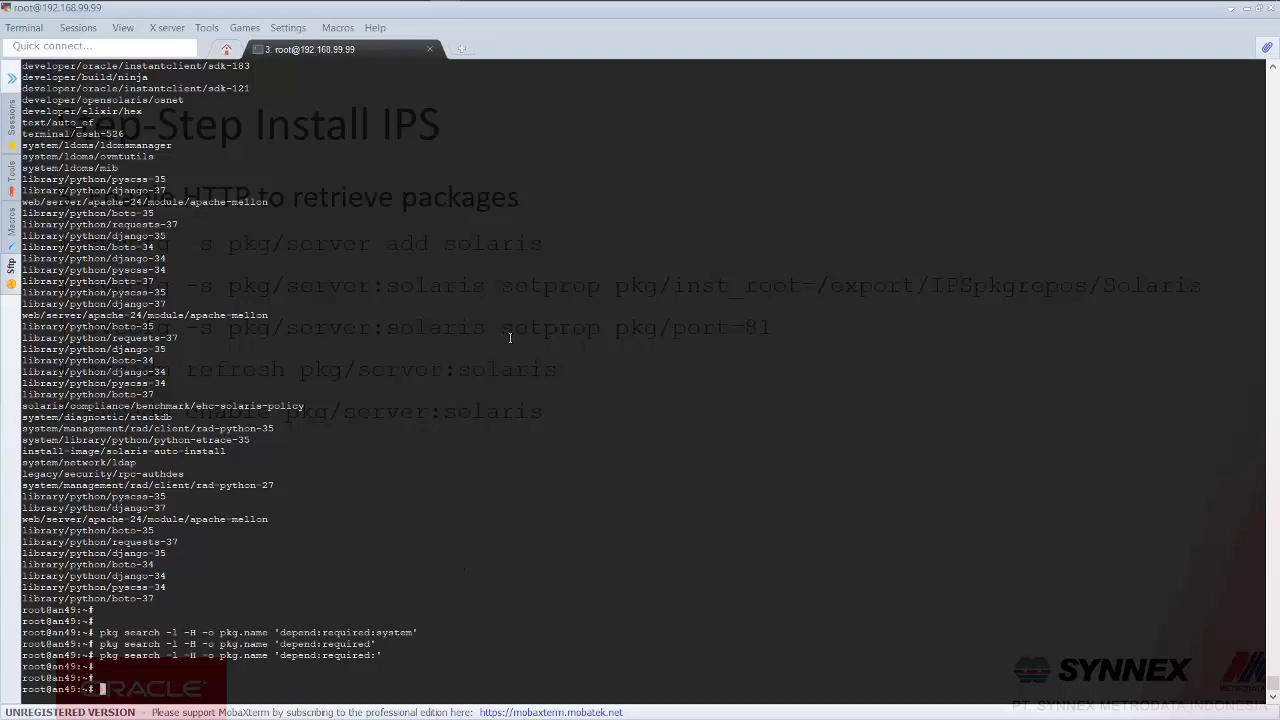 root@192.168.99.99
Terminal Sessions View X server Tools Games Settings Macros Help
Quick connect...
3. root@192.168.99.99
Sessions
Tools
Macros
Sftp
developer/oracle/instantclient/sdk-183
developer/build/ninja
developer/oracle/instantclient/sdk-121
developer/opensolaris/osnet
developer/elixir/hex
text/auto_ef
terminal/cssh-526
system/ldoms/ldomsmanager
system/ldoms/ovmtutils
system/ldoms/mib
library/python/pyscss-35
library/python/django-37
web/server/apache-24/module/apache-mellon
library/python/boto-35
library/python/requests-37
library/python/django-35
library/python/boto-34
library/python/django-34
library/python/pyscss-34
library/python/boto-37
library/python/pyscss-35
library/python/django-37
web/server/apache-24/module/apache-mellon
library/python/boto-35
library/python/requests-37
library/python/django-35
library/python/boto-34
library/python/django-34
library/python/pyscss-34
library/python/boto-37
solaris/compliance/benchmark/ehc-solaris-policy
system/diagnostic/stackdb
system/management/rad/client/rad-python-35
system/library/python/python-etrace-35
install-image/solaris-auto-install
system/network/ldap
legacy/security/rpc-authdes
system/management/rad/client/rad-python-27
library/python/pyscss-35
library/python/django-37
web/server/apache-24/module/apache-mellon
library/python/boto-35
library/python/requests-37
library/python/django-35
library/python/boto-34
library/python/django-34
library/python/pyscss-34
library/python/boto-37
root@an49:~#
root@an49:~#
root@an49:~# pkg search -l -H -o pkg.name 'depend:required:system'
root@an49:~# pkg search -l -H -o pkg.name 'depend:required'
root@an49:~# pkg search -l -H -o pkg.name 'depend:required:'
root@an49:~#
root@an49:~#
root@an49:~#
ep-Step Install IPS
HTTP to retrieve packages
-s pkg/server add solaris
-s pkg/server:solaris setprop pkg/inst_root=/export/IPSpkgrepos/Solaris
-s pkg/server:solaris setprop pkg/port=81
refresh pkg/server:solaris
enable pkg/server:solaris
ORACLE
SYNNEX
METRODATA
PT. SYNNEX METRODATA INDONESIA
UNREGISTERED VERSION - Please support MobaXterm by subscribing to the professional edition here: https://mobaxterm.mobatek.net